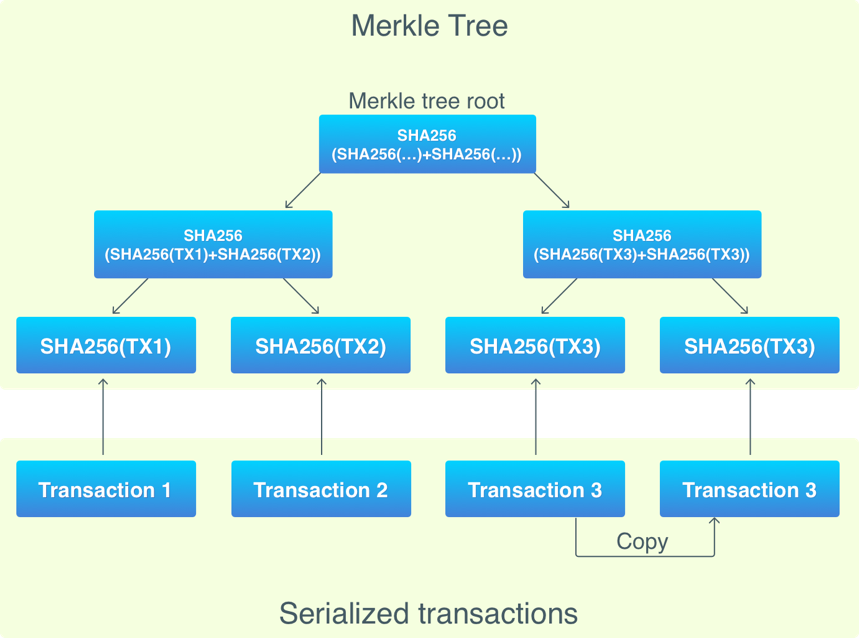 Merkle Tree
Merkle tree root
SHA256
(SHA256(...)+SHA256(...))
SHA256
(SHA256(TX1)+SHA256(TX2))
SHA256
(SHA256(TX3)+SHA256(TX3))
SHA256(TX1)
SHA256(TX2)
SHA256(TX3)
SHA256(TX3)
Transaction 1
Transaction 2
Transaction 3
Transaction 3
Copy
Serialized transactions